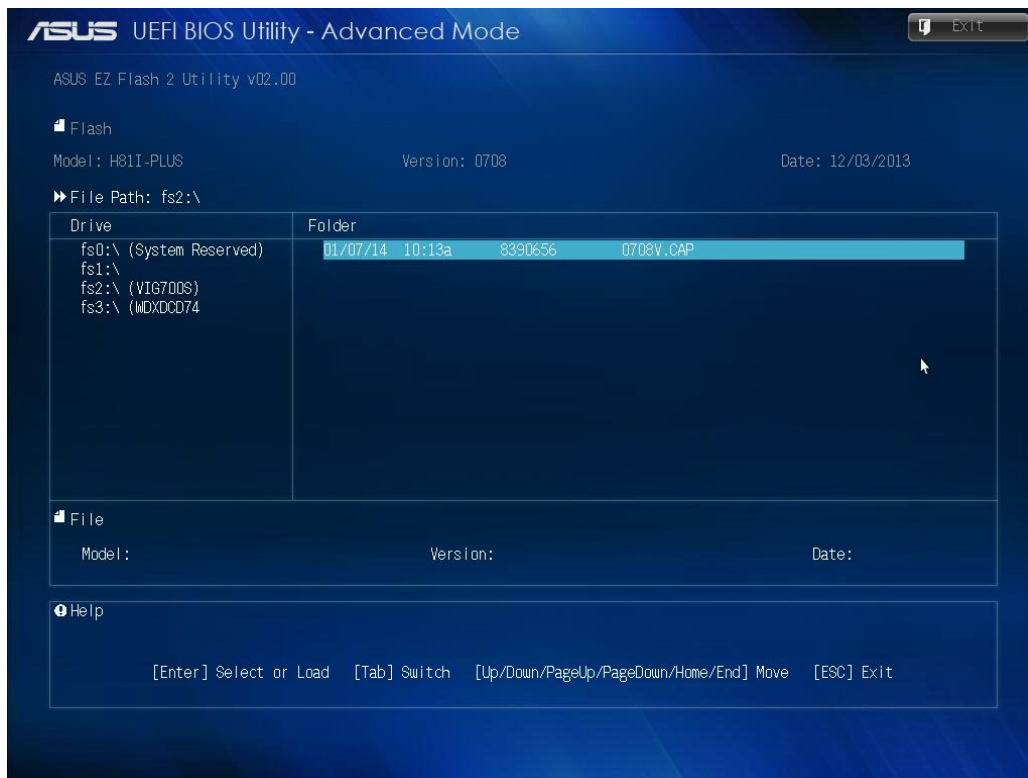 ASUS UEFI BIOS Utility - Advanced Mode
Exit
ASUS EZ Flash 2 Utility v02.00
Flash
Model: H81I-PLUS Version: 0708 Date: 12/03/2013
File Path: fs2:\
Drive Folder
fs0:\ (System Reserved) 01/07/14 10:13a 8390656 0708V.CAP
fs1:\
fs2:\ (VIG700S)
fs3:\ (WDXDCD74
File
Model: Version: Date:
Help
[Enter] Select or Load [Tab] Switch [Up/Down/PageUp/PageDown/Home/End] Move [ESC] Exit